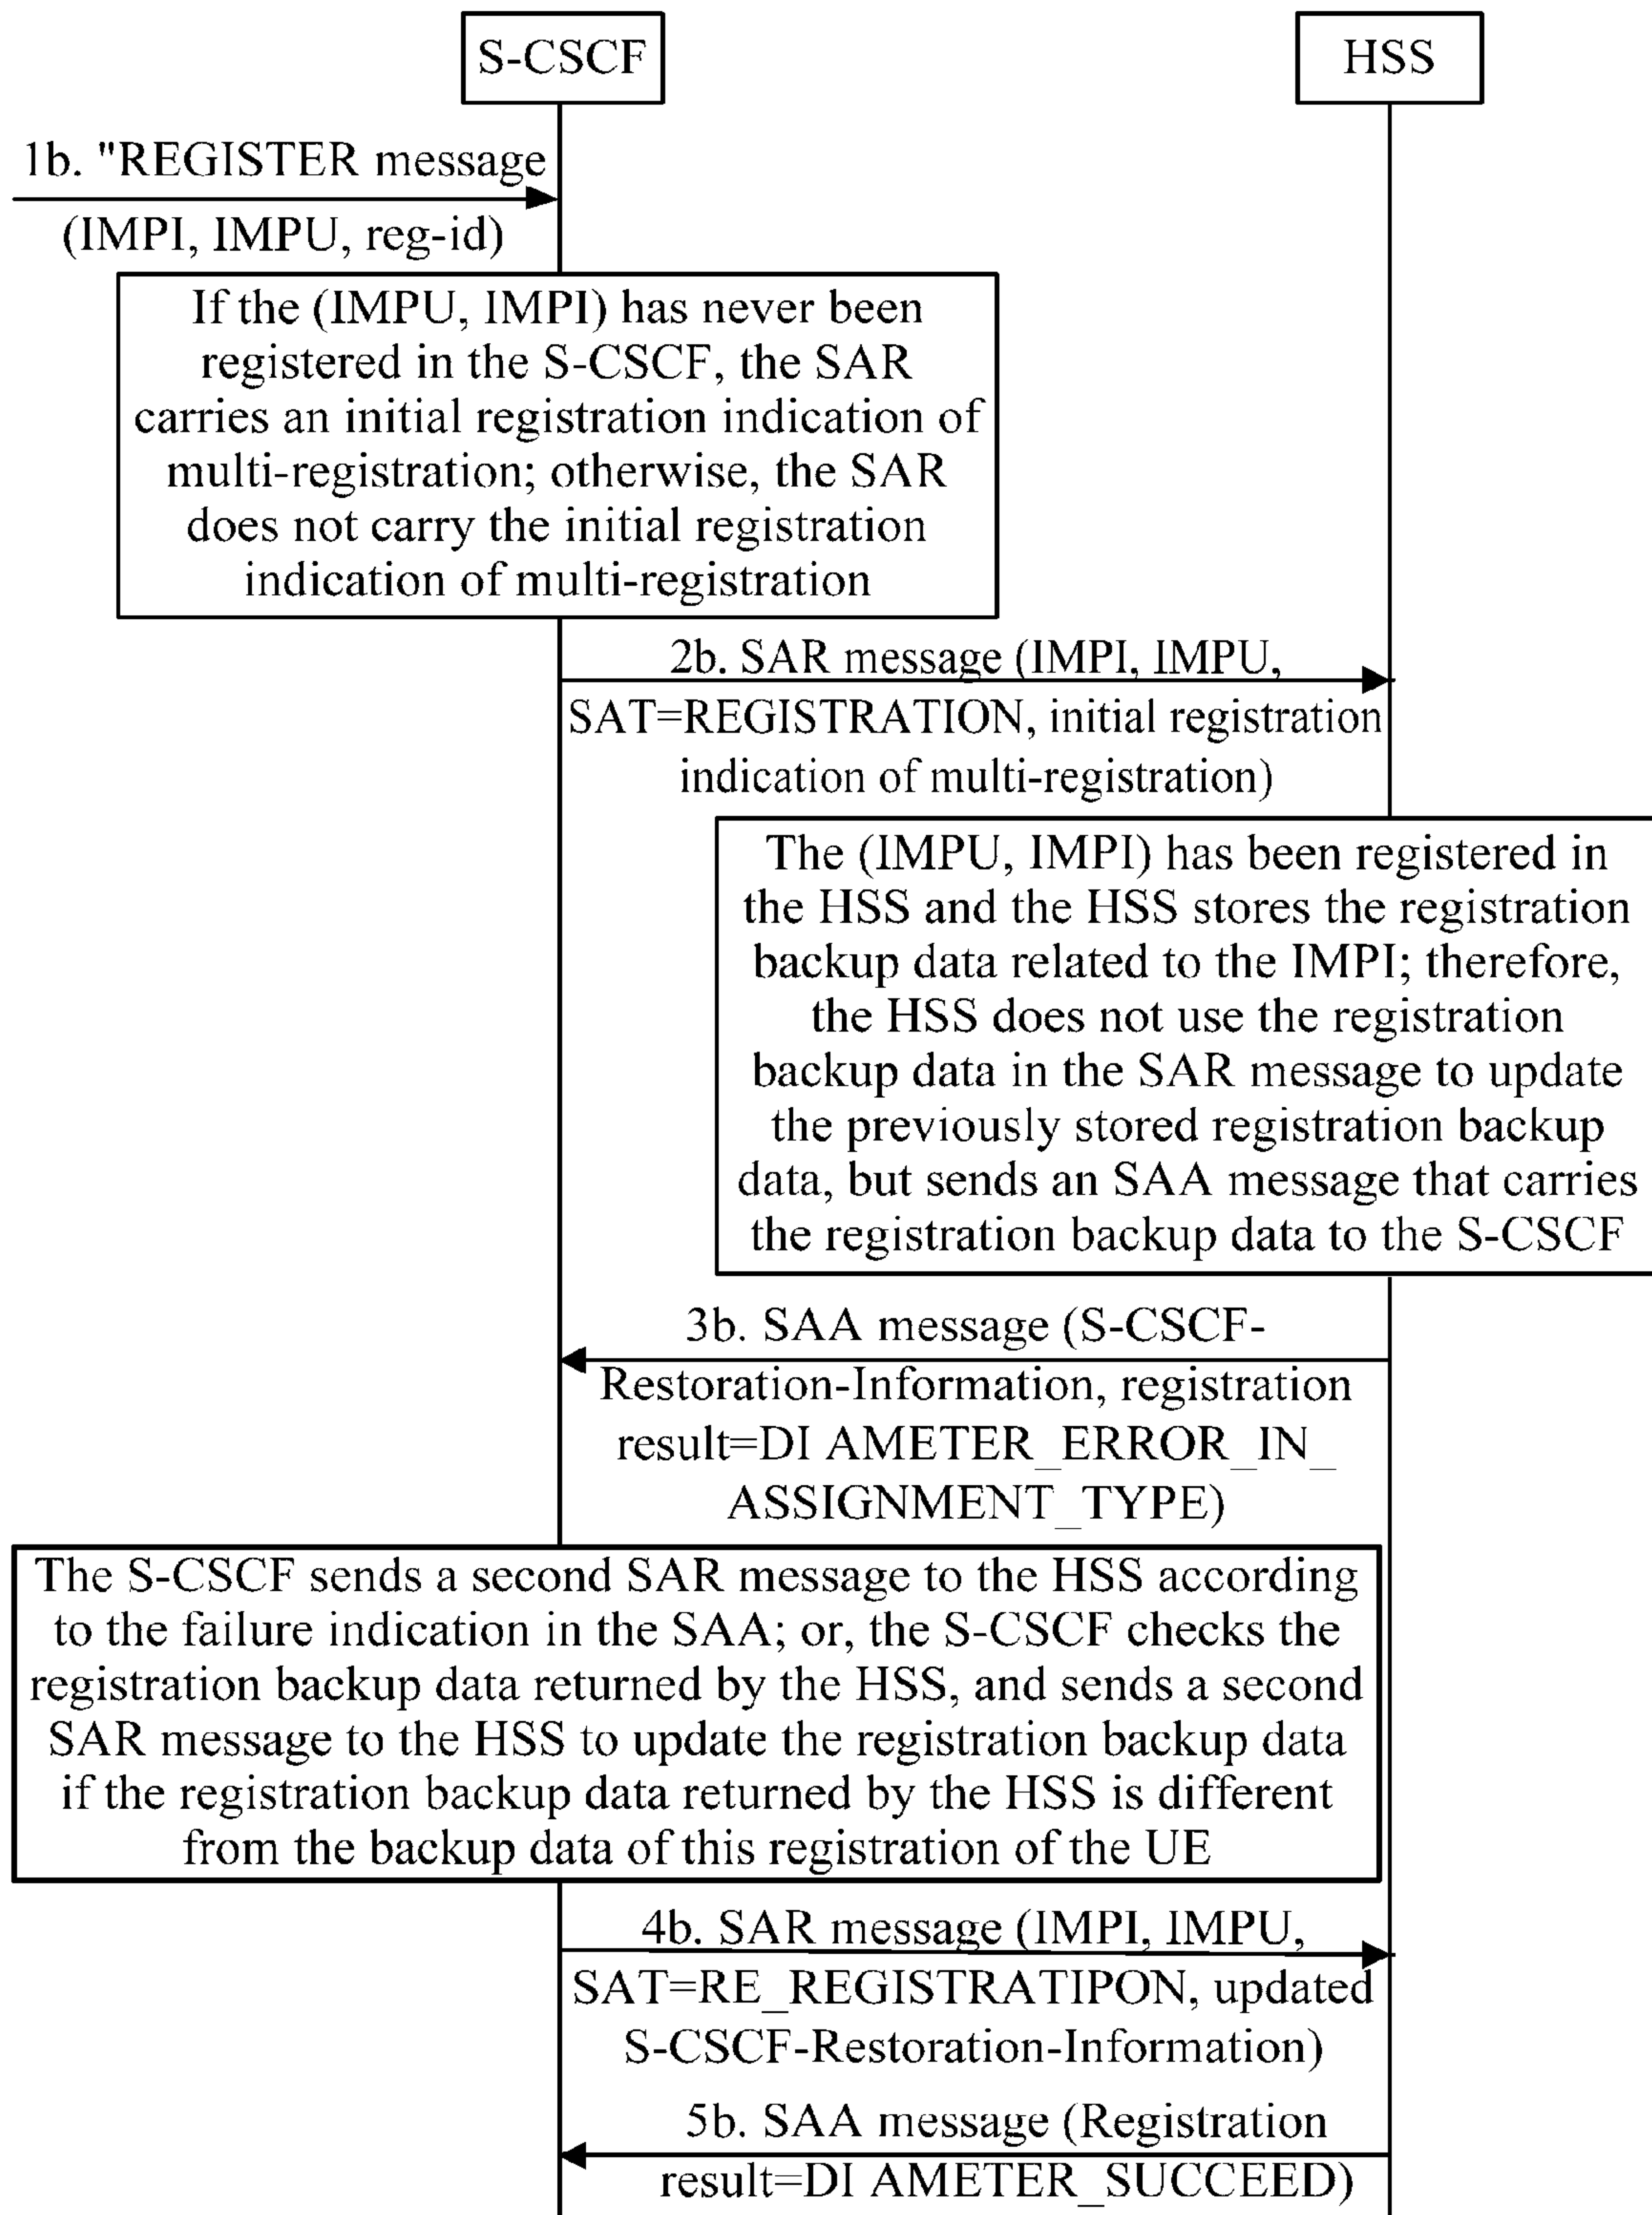 S-CSCF
HSS
1b. "REGISTER message
(IMPI, IMPU, reg-id)
If the (IMPU, IMPI) has never been
registered in the S-CSCF, the SAR
carries an initial registration indication of
multi-registration; otherwise, the SAR
does not carry the initial registration
indication of multi-registration
2b. SAR message (IMPI, IMPU,
SAT=REGISTRATION, initial registration
indication of multi-registration)
The (IMPU, IMPI) has been registered in
the HSS and the HSS stores the registration
backup data related to the IMPI; therefore,
the HSS does not use the registration
backup data in the SAR message to update
the previously stored registration backup
data, but sends an SAA message that carries
the registration backup data to the S-CSCF
3b. SAA message (S-CSCF-
Restoration-Information, registration
result=DI AMETER_ERROR_IN_
ASSIGNMENT_TYPE)
The S-CSCF sends a second SAR message to the HSS according
to the failure indication in the SAA; or, the S-CSCF checks the
registration backup data returned by the HSS, and sends a second
SAR message to the HSS to update the registration backup data
if the registration backup data returned by the HSS is different
from the backup data of this registration of the UE
4b. SAR message (IMPI, IMPU,
SAT=RE_REGISTRATIPON, updated
S-CSCF-Restoration-Information)
5b. SAA message (Registration
result=DI AMETER_SUCCEED)